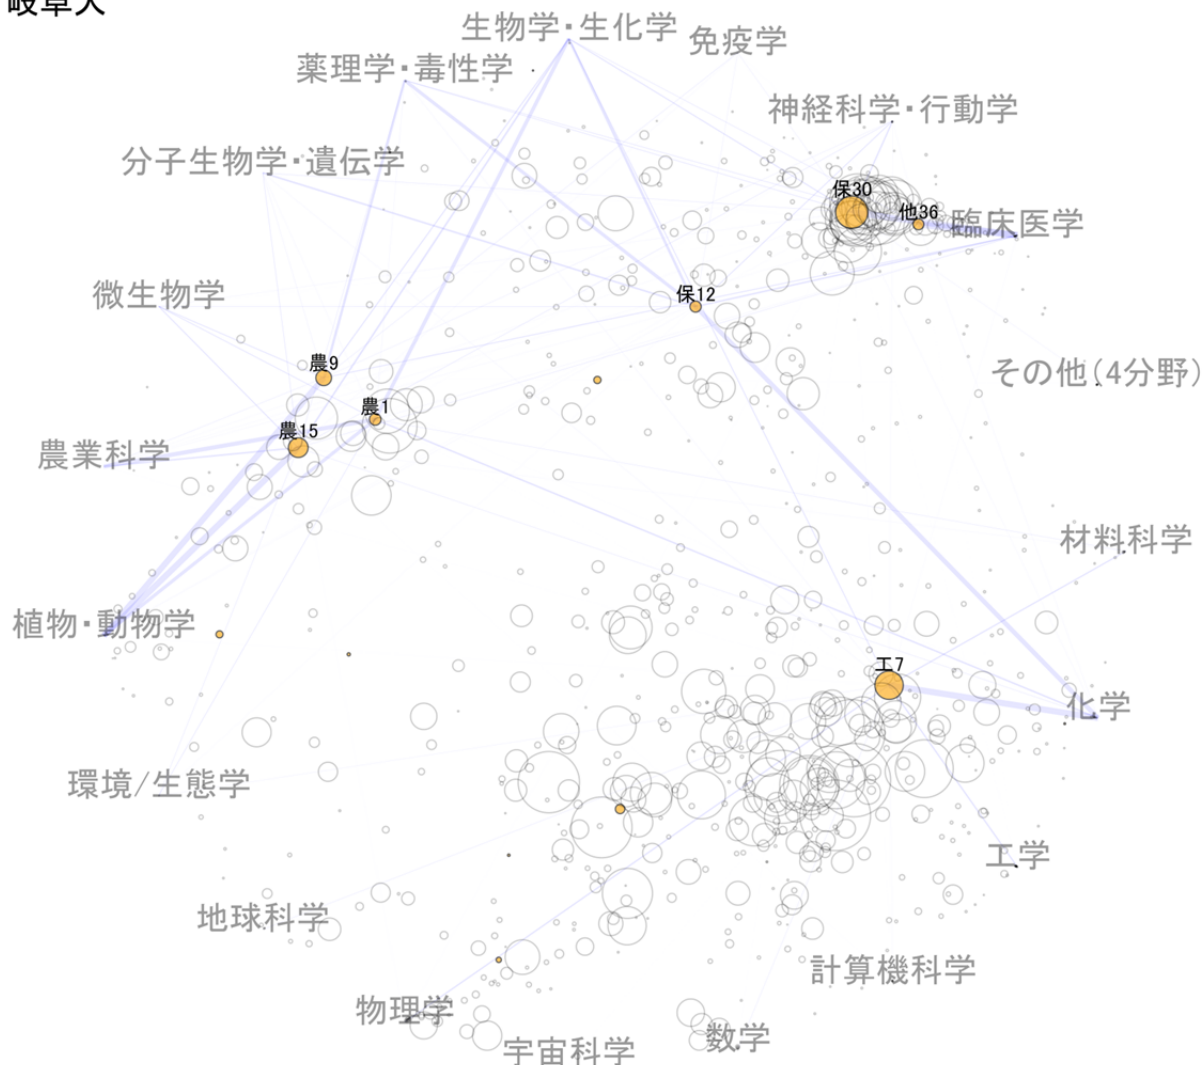 岐阜大
生物学・生化学
免疫学
薬理学・毒性学
神経科学・行動学
分子生物学・遺伝学
保30
他36
臨床医学
微生物学
保12
農9
その他(4分野)
農1
農15
農業科学
材料科学
植物・動物学
工7
化学
環境/生態学
工学
地球科学
計算機科学
物理学
数学
宇宙科学